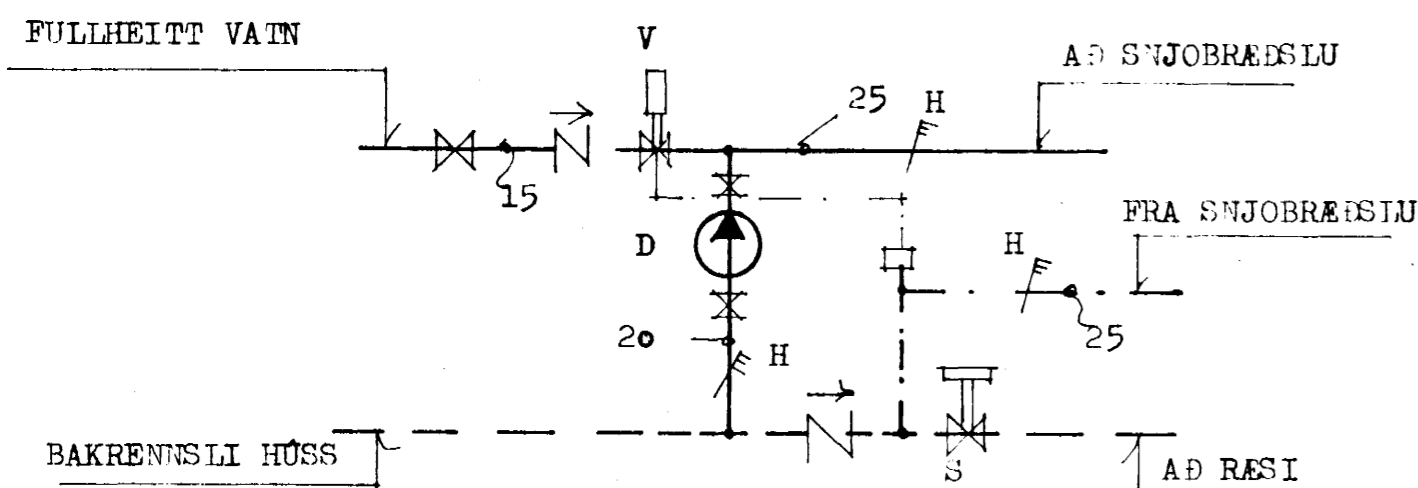 FULLHEITT VATN
V
AÐ SNJOBRÆÐSLU
25
H
15
FRA SNJOBRÆÐSLU
D
H
20
H
25
BAKRENNSLI HÚSS
S
AÐ RÆSI